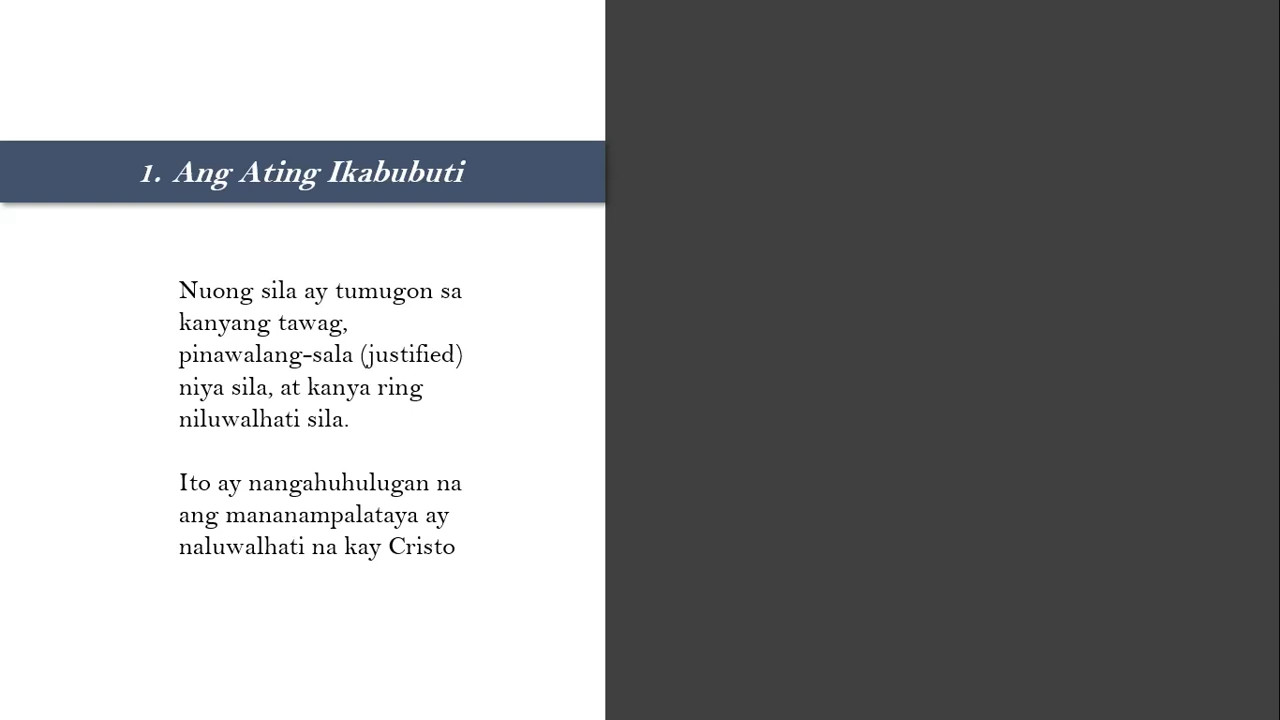 1. Ang Ating Ikabubuti
Nuong sila ay tumugon sa
kanyang tawag,
pinawalang-sala (justified)
niya sila, at kanya ring
niluwalhati sila.
Ito ay nangahuhulugan na
ang mananampalataya ay
naluwalhati na kay Cristo